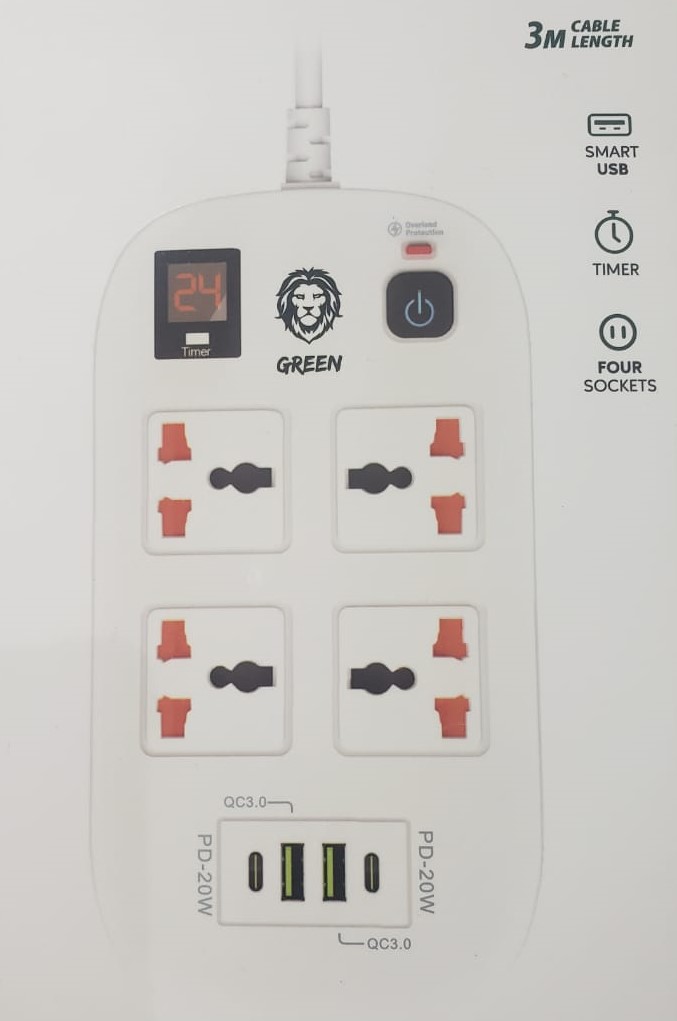 3M CABLE
LENGTH
SMART
USB
TIMER
FOUR
SOCKETS
Overload
Protection
24
Timer
GREEN
QC3.0
PD-20W
PD-20W
QC3.0